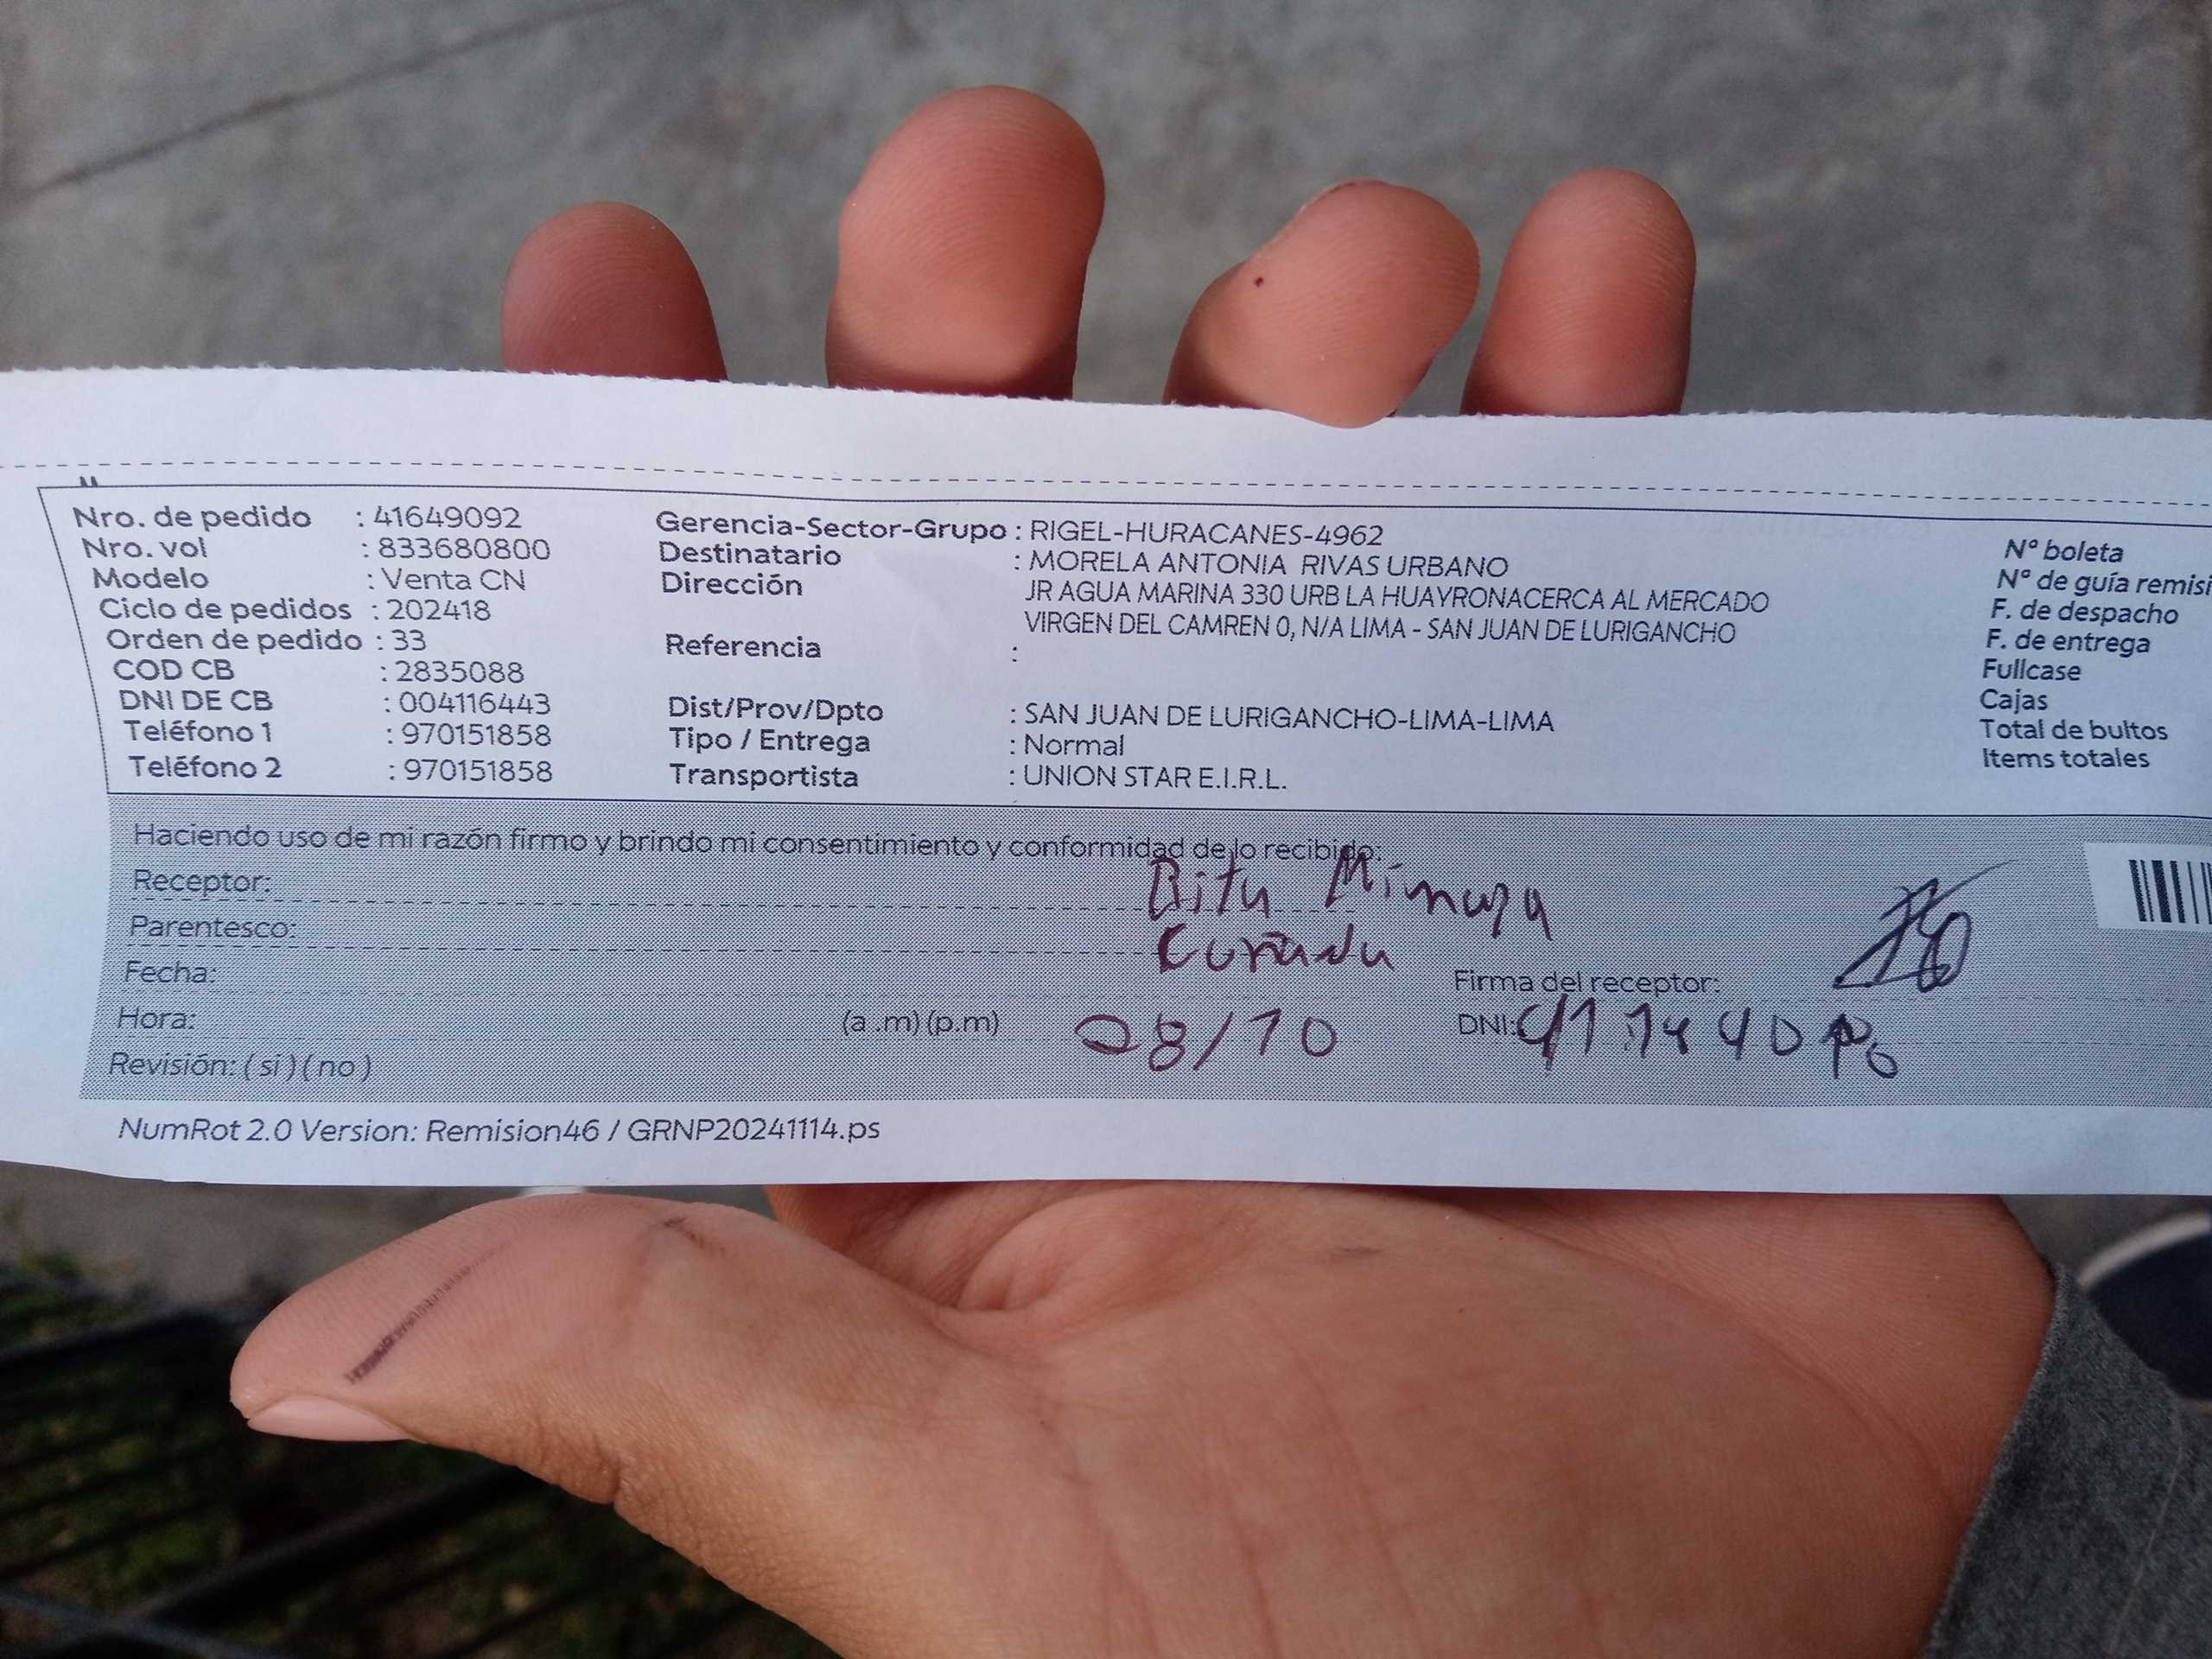 Nro. de pedido : 41649092
Nro. vol : 833680800
Modelo : Venta CN
Ciclo de pedidos : 202418
Orden de pedido : 33
COD CB : 2835088
DNI DE CB : 004116443
Teléfono 1 : 970151858
Teléfono 2 : 970151858
Gerencia-Sector-Grupo : RIGEL-HURACANES-4962
Destinatario : MORELA ANTONIA RIVAS URBANO
Dirección JR AGUA MARINA 330 URB LA HUAYRONACERCA AL MERCADO
VIRGEN DEL CAMREN 0, N/A LIMA - SAN JUAN DE LURIGANCHO
Referencia :
Dist/Prov/Dpto : SAN JUAN DE LURIGANCHO-LIMA-LIMA
Tipo / Entrega : Normal
Transportista : UNION STAR E.I.R.L.
Nº boleta
Nº de guía remisi
F. de despacho
F. de entrega
Fullcase
Cajas
Total de bultos
Items totales
Haciendo uso de mi razón firmo y brindo mi consentimiento y conformidad de lo recibido:
Receptor:
Parentesco: Cuñada
Fecha:
Firma del receptor:
Hora: (a .m) (p.m) 28/10 DNI:
Revisión: ( si ) ( no )
NumRot 2.0 Version: Remision46 / GRNP20241114.ps